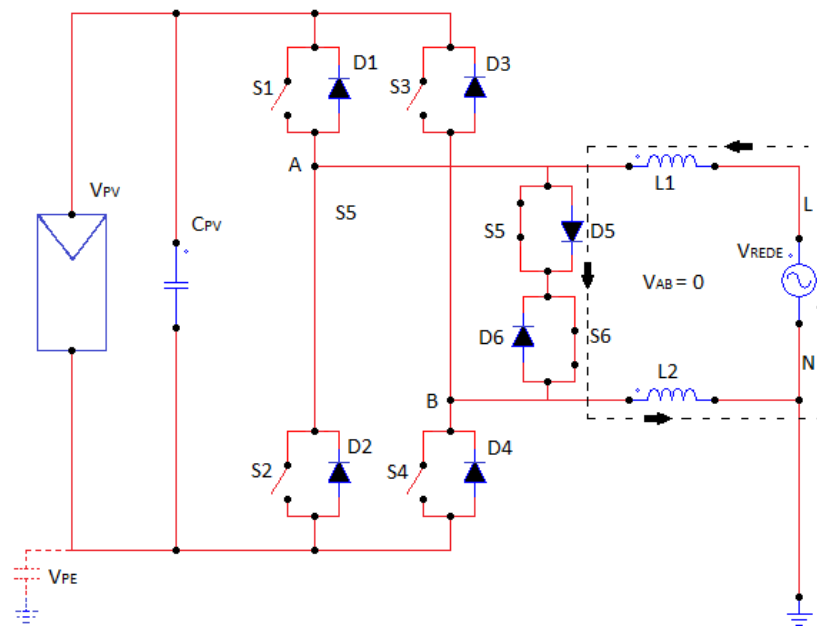 D1
D3
S1
S3
A
L1
VPV
S5
L
CPV
S5
D5
VREDE
VAB = 0
D6
S6
L2
N
B
D2
D4
S2
S4
VPE